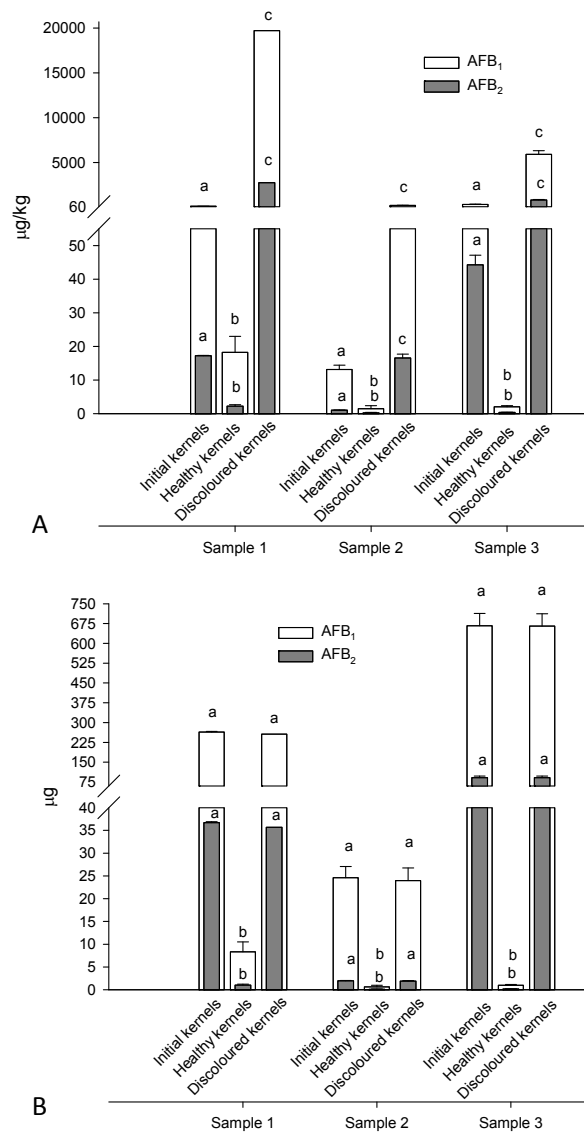 20000
15000
10000
5000
60
50
40
30
20
10
0
µg/kg
AFB1
AFB2
c
c
a
a
b
b
a
a
b
b
c
c
a
a
b
b
c
c
Initial kernels
Healthy kernels
Discoloured kernels
Initial kernels
Healthy kernels
Discoloured kernels
Initial kernels
Healthy kernels
Discoloured kernels
A
Sample 1
Sample 2
Sample 3
750
675
600
525
450
375
300
225
150
75
40
35
30
25
20
15
10
5
0
µg
AFB1
AFB2
a
a
b
b
a
a
a
a
b
b
a
a
a
a
b
b
a
a
Initial kernels
Healthy kernels
Discoloured kernels
Initial kernels
Healthy kernels
Discoloured kernels
Initial kernels
Healthy kernels
Discoloured kernels
B
Sample 1
Sample 2
Sample 3